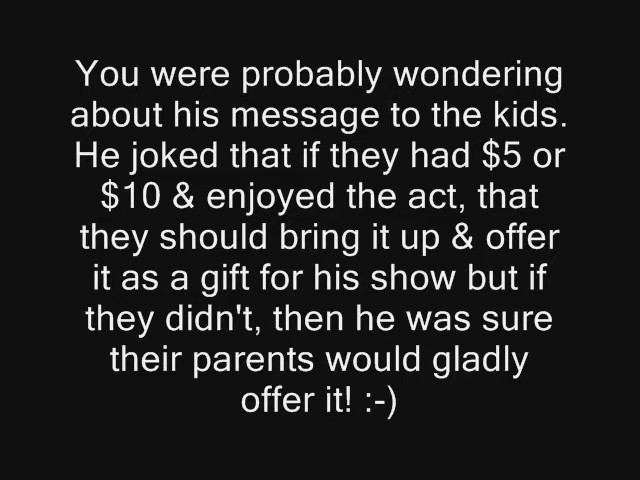 You were probably wondering
about his message to the kids.
He joked that if they had $5 or
$10 & enjoyed the act, that
they should bring it up & offer
it as a gift for his show but if
they didn't, then he was sure
their parents would gladly
offer it! :-)